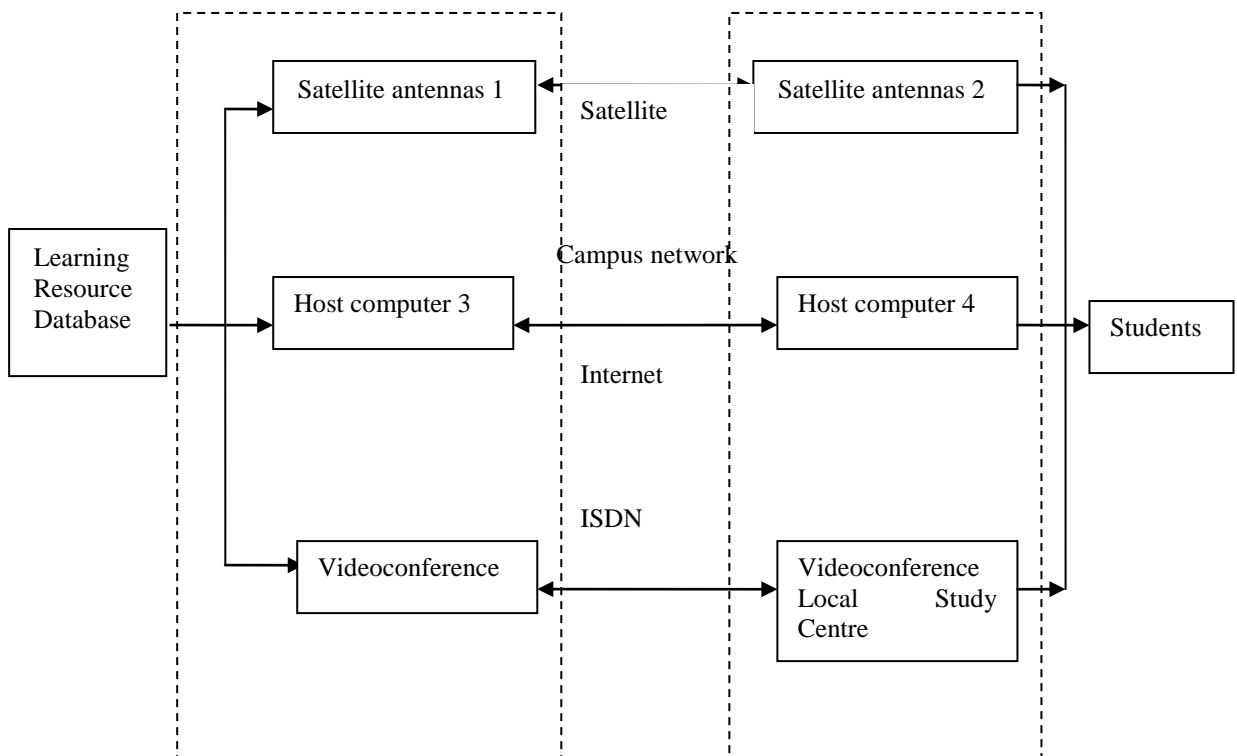 Satellite antennas 1
Satellite
Satellite antennas 2
Learning
Resource
Database
Campus network
Host computer 3
Host computer 4
Students
Internet
ISDN
Videoconference
Videoconference
Local Study
Centre